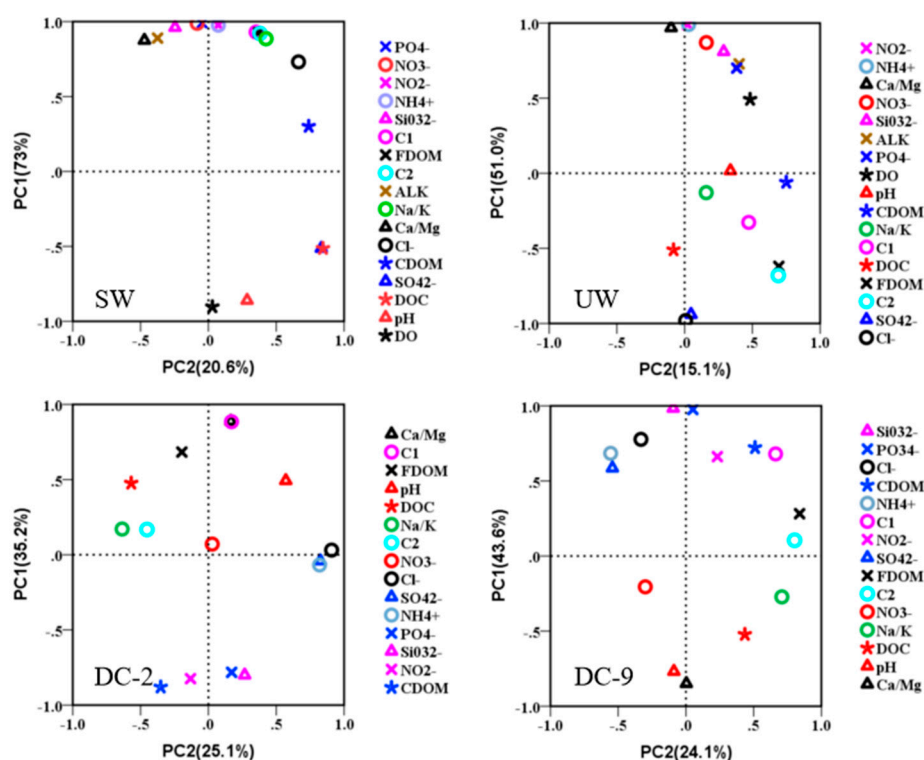 1.0
.5
.0
-.5
-1.0
PC1(73%)
SW
-1.0 -.5 .0 .5 1.0
PC2(20.6%)
PO4-
NO3-
NO2-
NH4+
Si032-
C1
FDOM
C2
ALK
Na/K
Ca/Mg
Cl-
CDOM
SO42-
DOC
pH
DO
1.0
.5
.0
-.5
-1.0
PC1(51.0%)
UW
-1.0 -.5 .0 .5 1.0
PC2(15.1%)
NO2-
NH4+
Ca/Mg
NO3-
Si032-
ALK
PO4-
DO
pH
CDOM
Na/K
C1
DOC
FDOM
C2
SO42-
Cl-
1.0
.5
.0
-.5
-1.0
PC1(35.2%)
DC-2
-1.0 -.5 .0 .5 1.0
PC2(25.1%)
Ca/Mg
C1
FDOM
pH
DOC
Na/K
C2
NO3-
Cl-
SO42-
NH4+
PO4-
Si032-
NO2-
CDOM
1.0
.5
.0
-.5
-1.0
PC1(43.6%)
DC-9
-1.0 -.5 .0 .5 1.0
PC2(24.1%)
Si032-
PO34-
Cl-
CDOM
NH4+
C1
NO2-
SO42-
FDOM
C2
NO3-
Na/K
DOC
pH
Ca/Mg